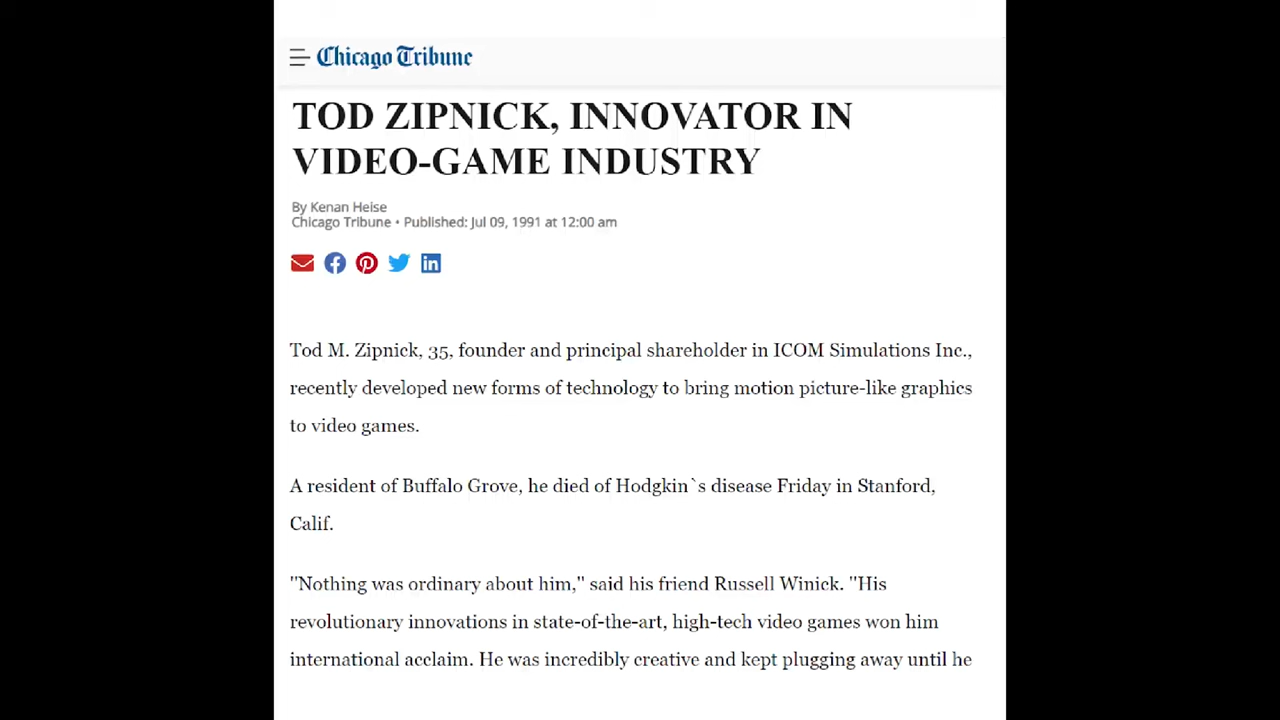 Chicago Tribune
TOD ZIPNICK, INNOVATOR IN
VIDEO-GAME INDUSTRY
By Kenan Heise
Chicago Tribune • Published: Jul 09, 1991 at 12:00 am
Tod M. Zipnick, 35, founder and principal shareholder in ICOM Simulations Inc.,
recently developed new forms of technology to bring motion picture-like graphics
to video games.
A resident of Buffalo Grove, he died of Hodgkin`s disease Friday in Stanford,
Calif.
"Nothing was ordinary about him," said his friend Russell Winick. "His
revolutionary innovations in state-of-the-art, high-tech video games won him
international acclaim. He was incredibly creative and kept plugging away until he